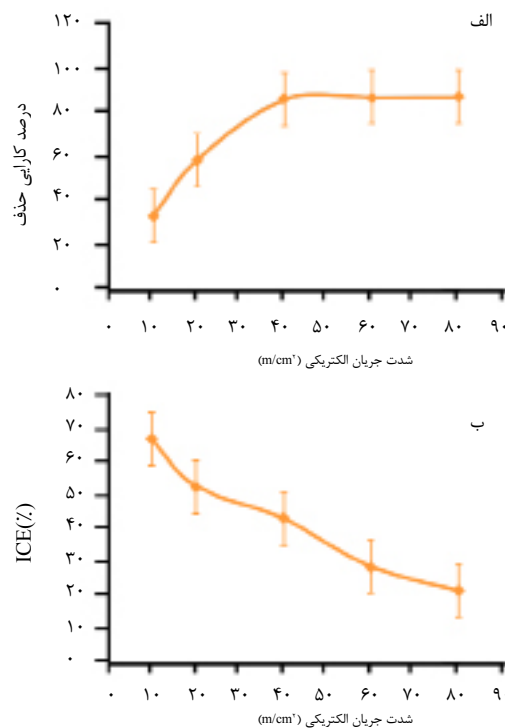 الف
۱۲۰
۱۰۰
۸۰
۶۰
۴۰
۲۰
۰
درصد کارایی حذف
۰ ۱۰ ۲۰ ۳۰ ۴۰ ۵۰ ۶۰ ۷۰ ۸۰ ۹۰
شدت جریان الکتریکی (m/cm²)
ب
۸۰
۷۰
۶۰
۵۰
۴۰
۳۰
۲۰
۱۰
۰
ICE(٪)
۰ ۱۰ ۲۰ ۳۰ ۴۰ ۵۰ ۶۰ ۷۰ ۸۰ ۹۰
شدت جریان الکتریکی (m/cm²)